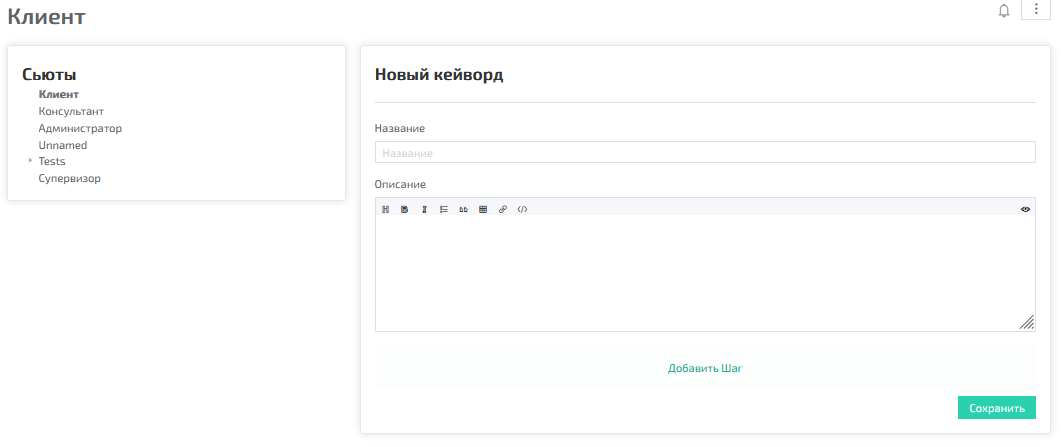 Клиент
Сьюты
Клиент
Консультант
Администратор
Unnamed
Tests
Супервизор
Новый кейворд
Название
Название
Описание
Добавить Шаг
Сохранить